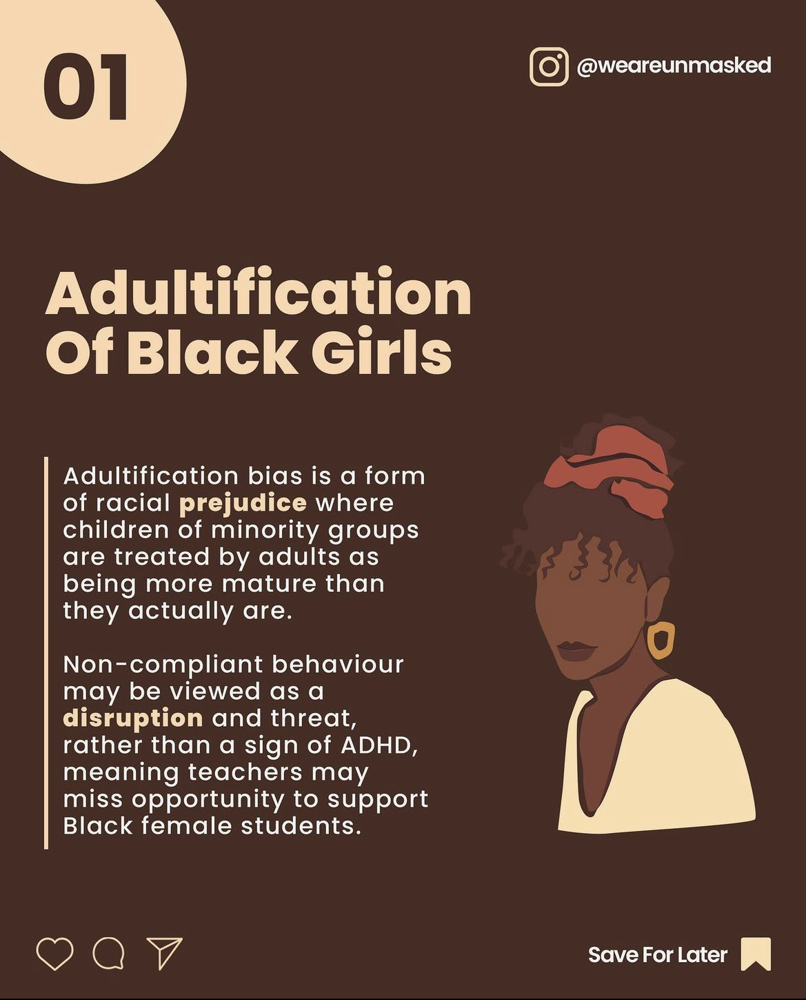 01
@weareunmasked
Adultification
Of Black Girls
Adultification bias is a form
of racial prejudice where
children of minority groups
are treated by adults as
being more mature than
they actually are.
Non-compliant behaviour
may be viewed as a
disruption and threat,
rather than a sign of ADHD,
meaning teachers may
miss opportunity to support
Black female students.
Save For Later